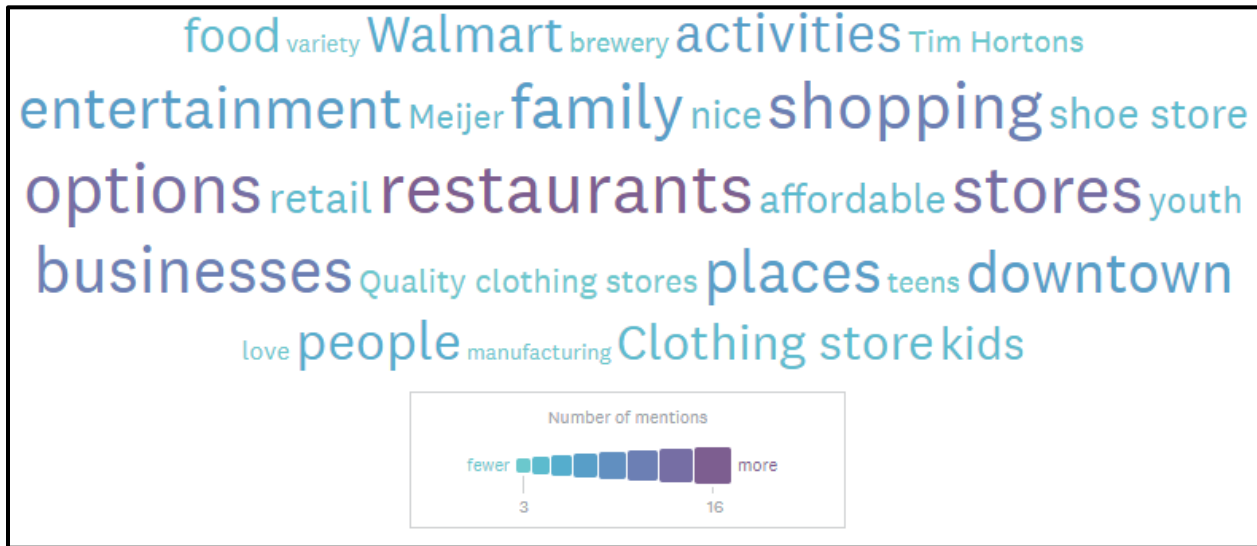 food variety Walmart brewery activities Tim Hortons
entertainment Meijer family nice shopping shoe store
options retail restaurants affordable stores youth
businesses Quality clothing stores places teens downtown
love people manufacturing Clothing store kids
Number of mentions
fewer more
3 16